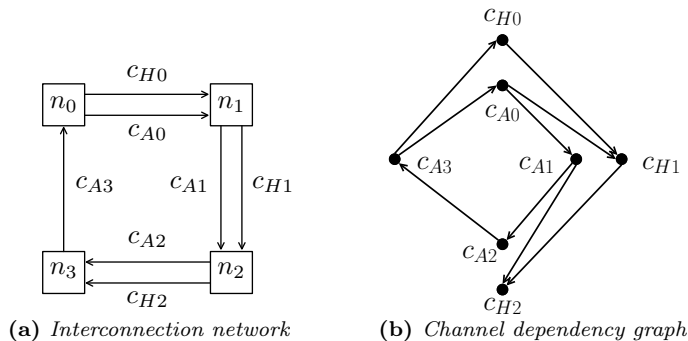 c_{H0}
n_0
n_1
c_{A0}
c_{A3}
c_{A1}
c_{H1}
c_{A2}
n_3
n_2
c_{H2}
(a) Interconnection network
c_{H0}
c_{A0}
c_{A3}
c_{A1}
c_{H1}
c_{A2}
c_{H2}
(b) Channel dependency graph